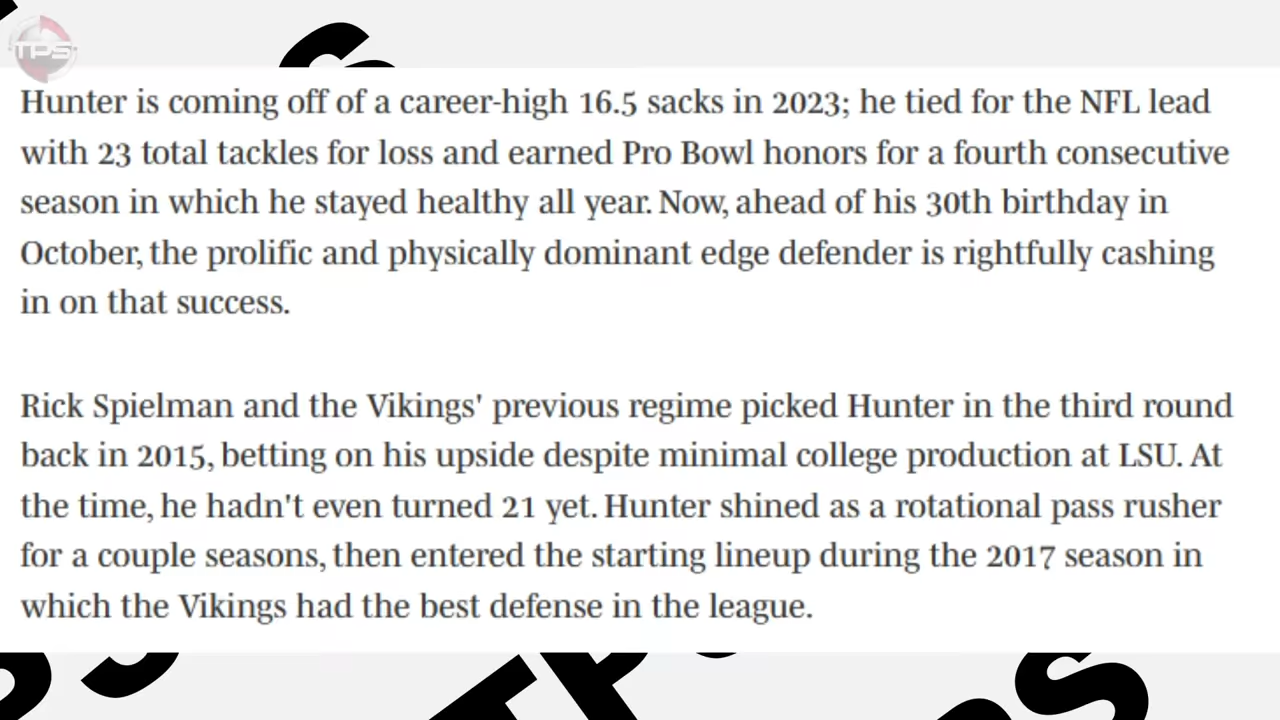 TPS
Hunter is coming off of a career-high 16.5 sacks in 2023; he tied for the NFL lead
with 23 total tackles for loss and earned Pro Bowl honors for a fourth consecutive
season in which he stayed healthy all year. Now, ahead of his 30th birthday in
October, the prolific and physically dominant edge defender is rightfully cashing
in on that success.
Rick Spielman and the Vikings' previous regime picked Hunter in the third round
back in 2015, betting on his upside despite minimal college production at LSU. At
the time, he hadn't even turned 21 yet. Hunter shined as a rotational pass rusher
for a couple seasons, then entered the starting lineup during the 2017 season in
which the Vikings had the best defense in the league.